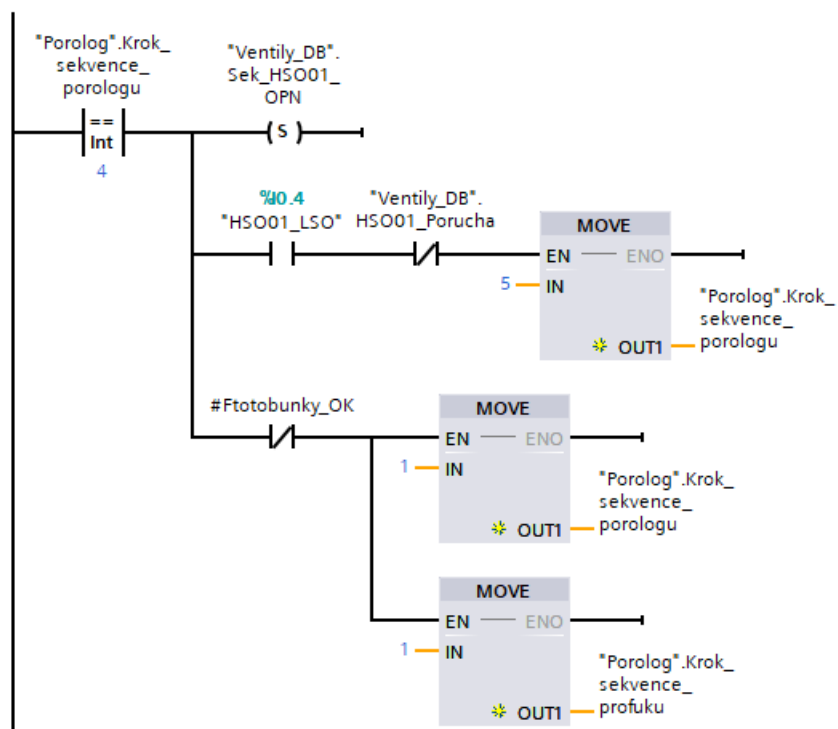 "Porolog".Krok_
sekvence_
porologu
==
Int
4
"Ventily_DB".
Sek_HSO01_
OPN
S
%I0.4
"HSO01_LSO"
"Ventily_DB".
HSO01_Porucha
MOVE
EN
ENO
5
IN
OUT1
"Porolog".Krok_
sekvence_
porologu
#Ftotobunky_OK
MOVE
EN
ENO
1
IN
OUT1
"Porolog".Krok_
sekvence_
porologu
MOVE
EN
ENO
1
IN
OUT1
"Porolog".Krok_
sekvence_
profuku